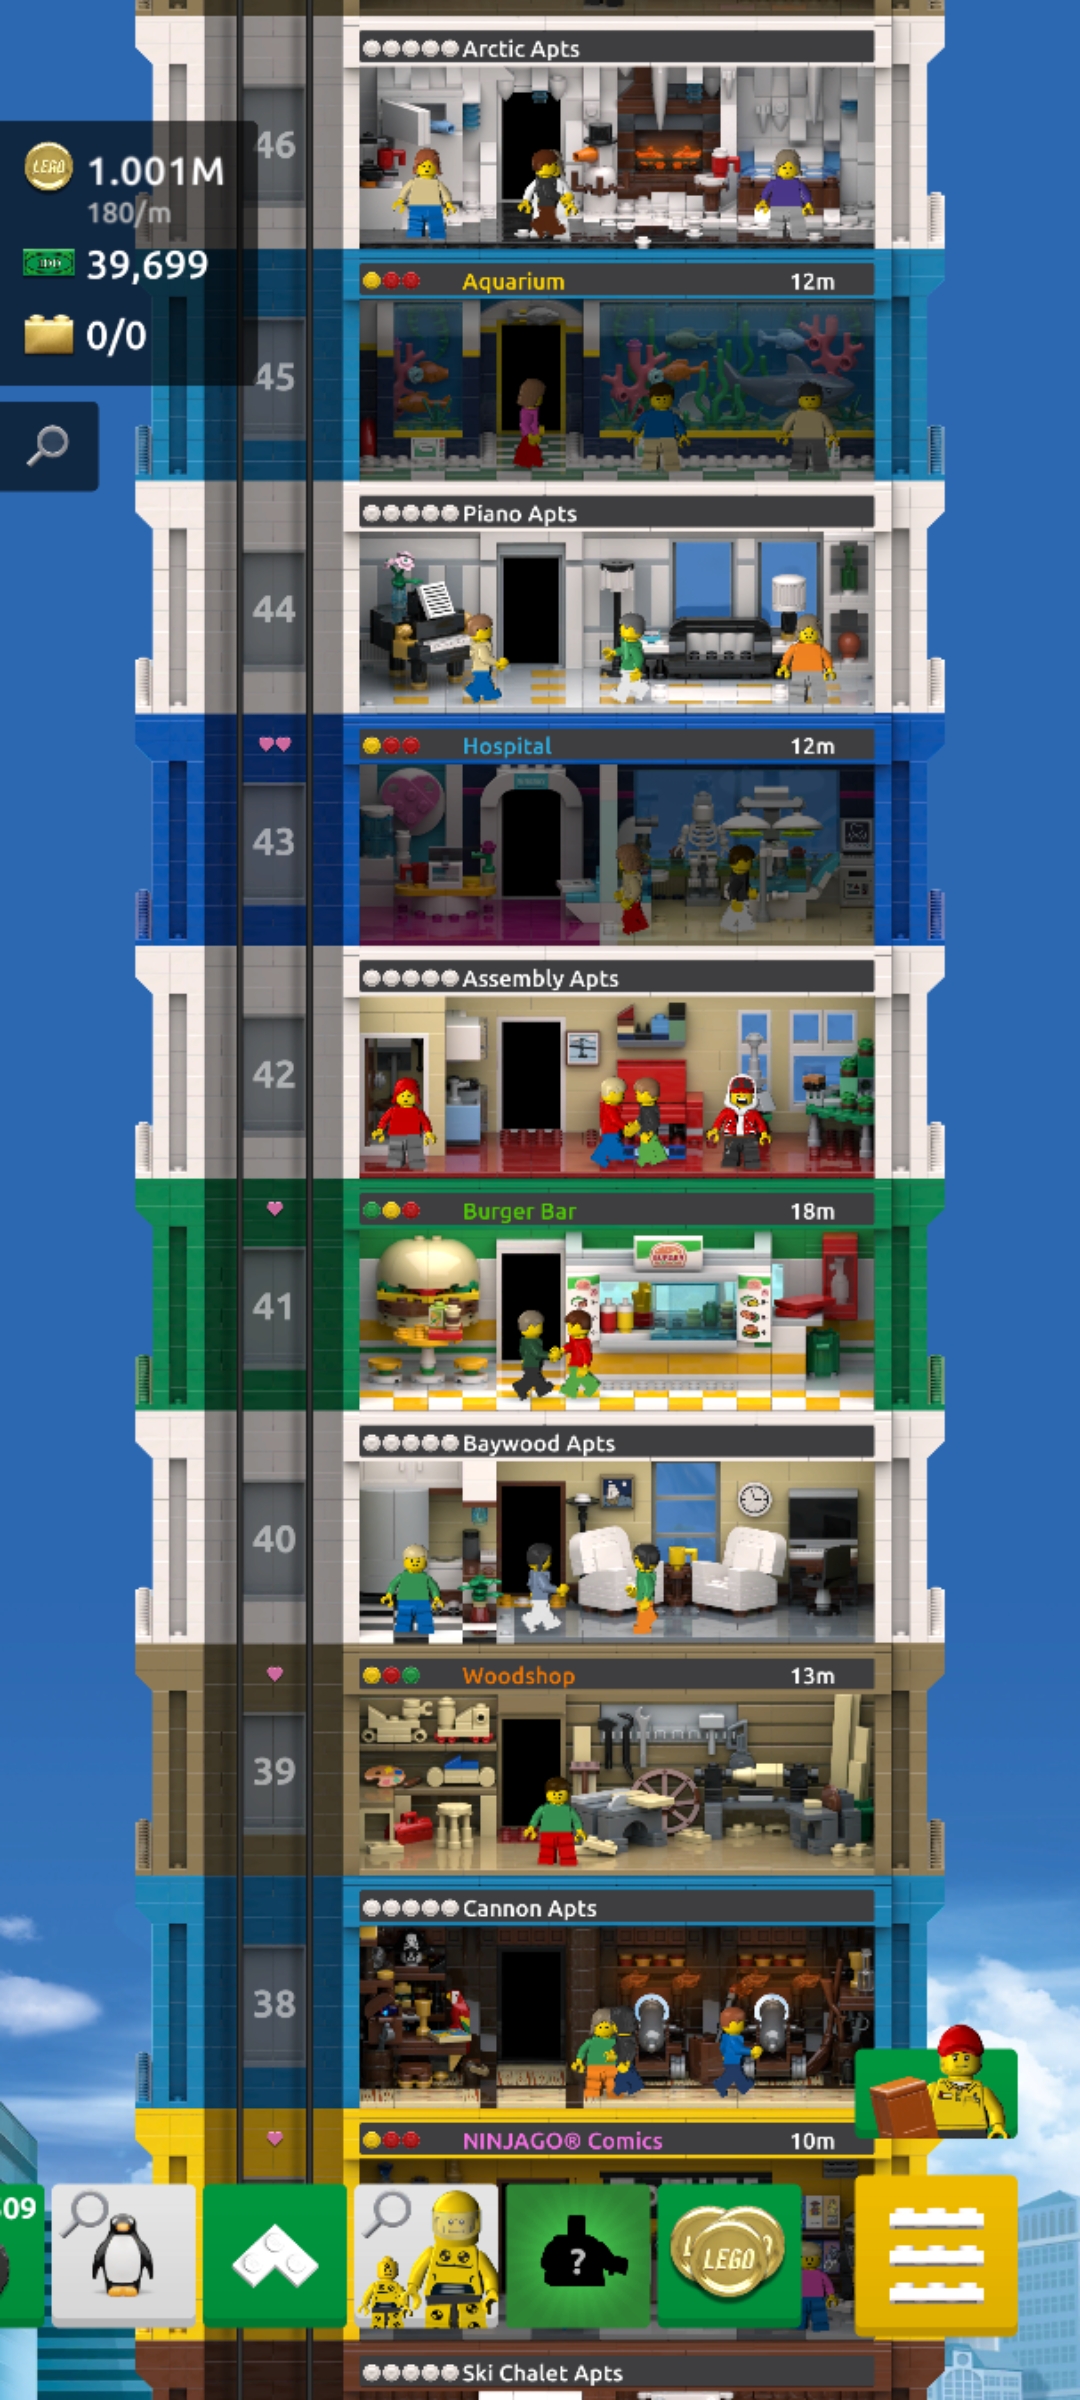 Arctic Apts
46
LEGO
1.001M
180/m
39,699
0/0
Aquarium 12m
45
Piano Apts
44
Hospital 12m
43
Assembly Apts
42
Burger Bar 18m
41
Baywood Apts
40
Woodshop 13m
39
Cannon Apts
38
NINJAGO® Comics 10m
09
?
LEGO
Ski Chalet Apts